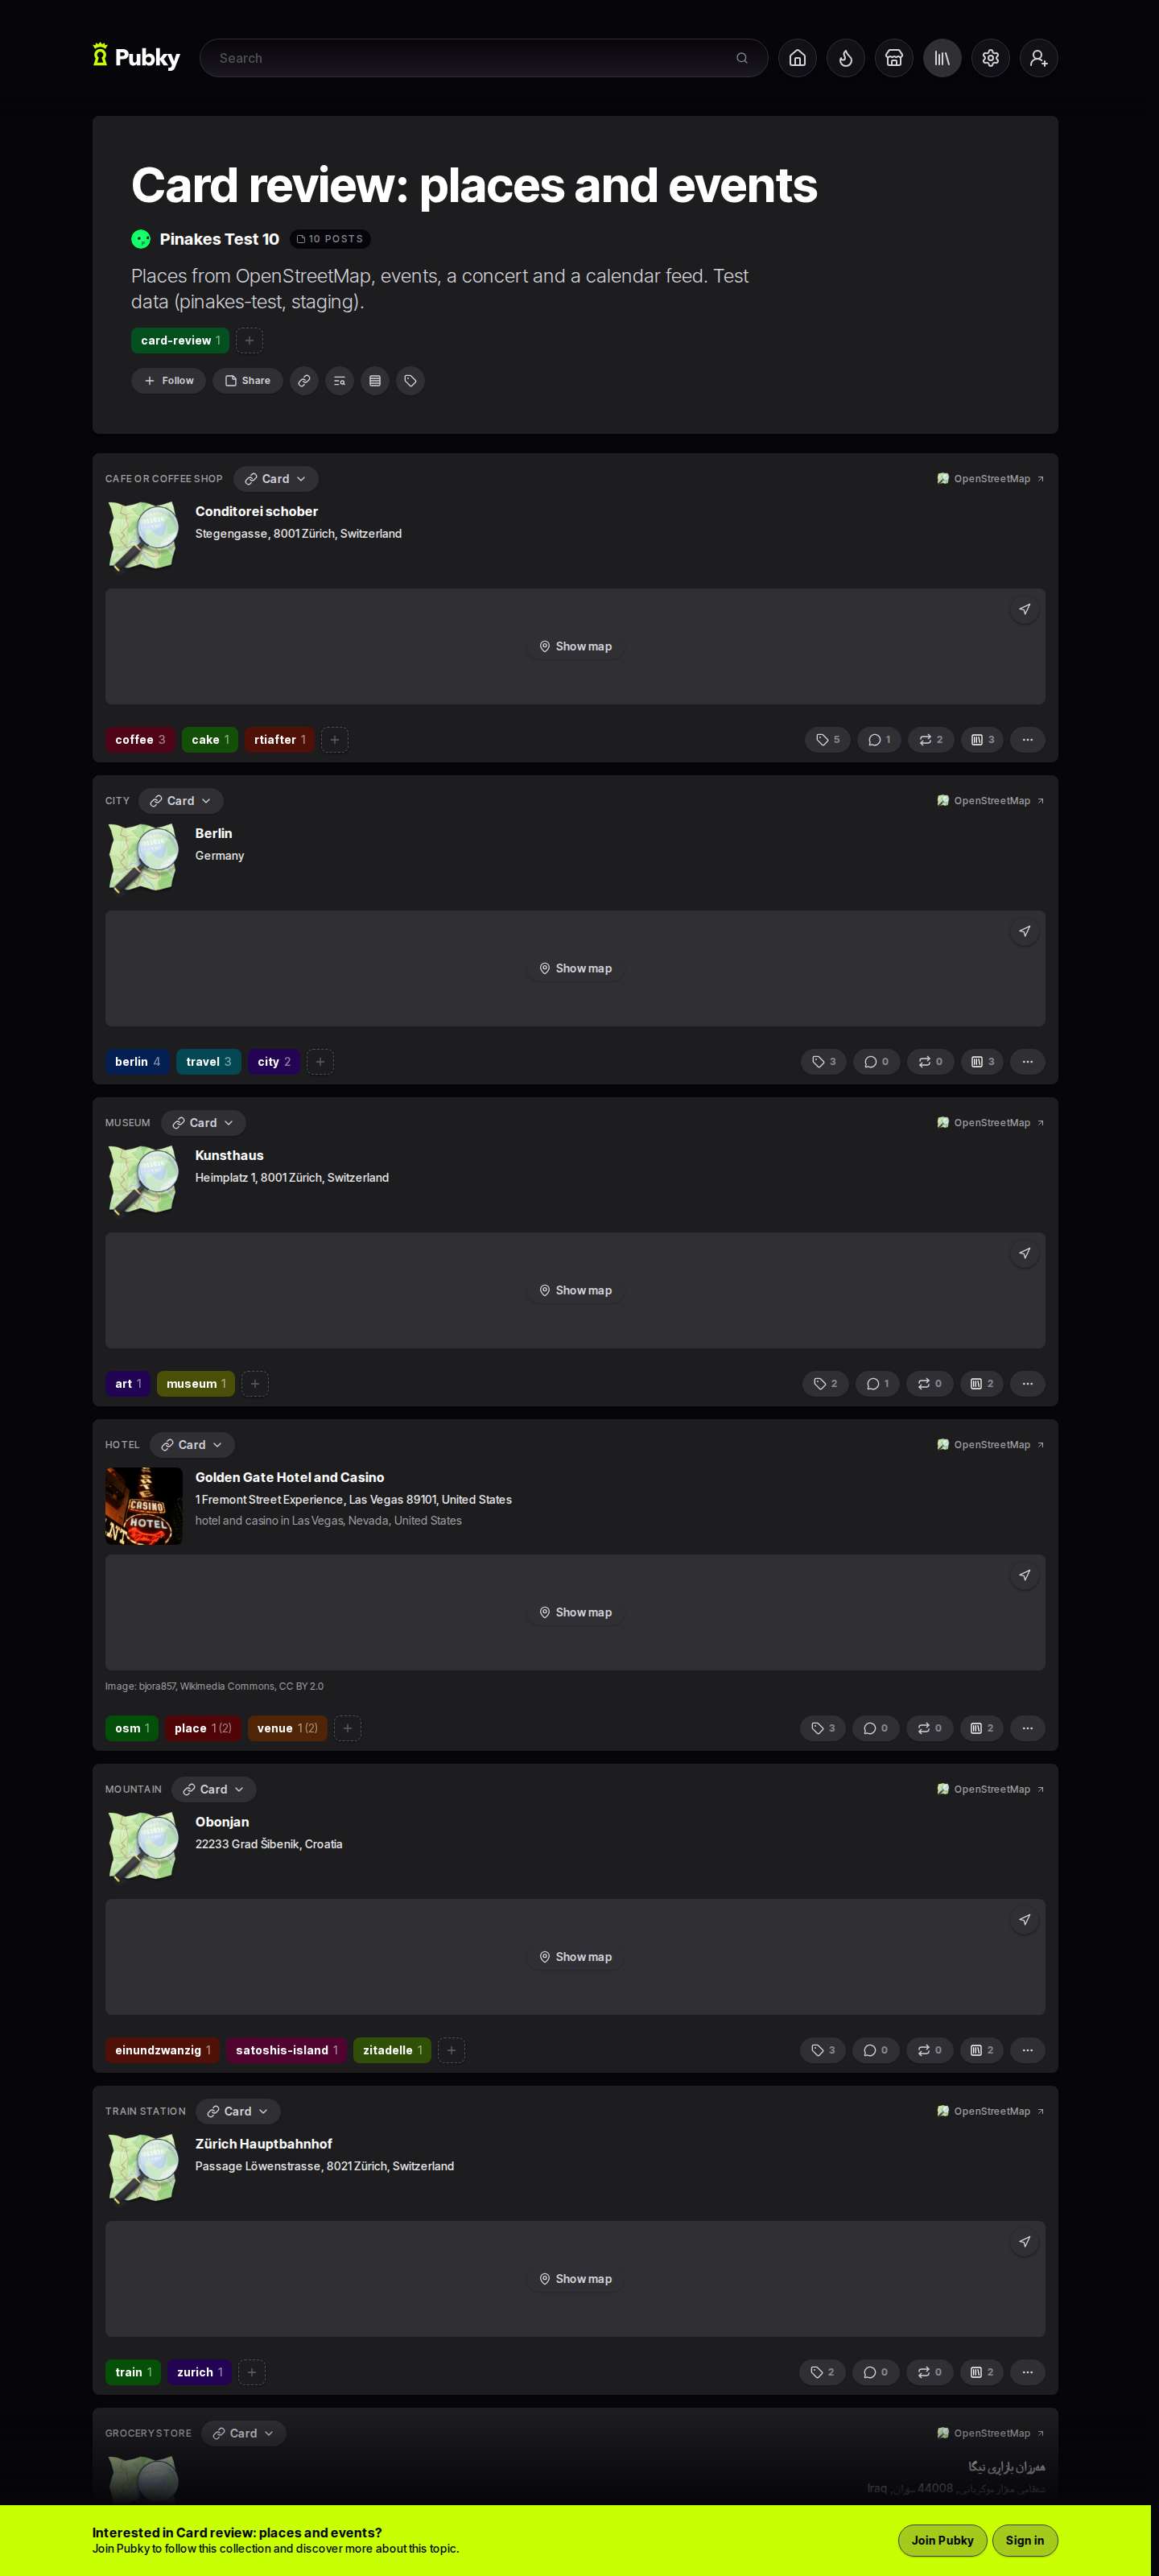 Pubky
Search
Card review: places and events
Pinakes Test 10
10 POSTS
Places from OpenStreetMap, events, a concert and a calendar feed. Test
data (pinakes-test, staging).
card-review 1
Follow
Share
CAFE OR COFFEE SHOP
Card
OpenStreetMap
Conditorei schober
Stegengasse, 8001 Zürich, Switzerland
Show map
coffee 3
cake 1
rtiafter 1
5
1
2
3
CITY
Card
OpenStreetMap
Berlin
Germany
Show map
berlin 4
travel 3
city 2
3
0
0
3
MUSEUM
Card
OpenStreetMap
Kunsthaus
Heimplatz 1, 8001 Zürich, Switzerland
Show map
art 1
museum 1
2
1
0
2
HOTEL
Card
OpenStreetMap
CASINO
HOTEL
Golden Gate Hotel and Casino
1 Fremont Street Experience, Las Vegas 89101, United States
hotel and casino in Las Vegas, Nevada, United States
Show map
Image: bjora857, Wikimedia Commons, CC BY 2.0
osm 1
place 1 (2)
venue 1 (2)
3
0
0
2
MOUNTAIN
Card
OpenStreetMap
Obonjan
22233 Grad Šibenik, Croatia
Show map
einundzwanzig 1
satoshis-island 1
zitadelle 1
3
0
0
2
TRAIN STATION
Card
OpenStreetMap
Zürich Hauptbahnhof
Passage Löwenstrasse, 8021 Zürich, Switzerland
Show map
train 1
zurich 1
2
0
0
2
GROCERY STORE
Card
OpenStreetMap
هەرزان بازاڕی نیگا
44008
Iraq
Interested in Card review: places and events?
Join Pubky to follow this collection and discover more about this topic.
Join Pubky
Sign in